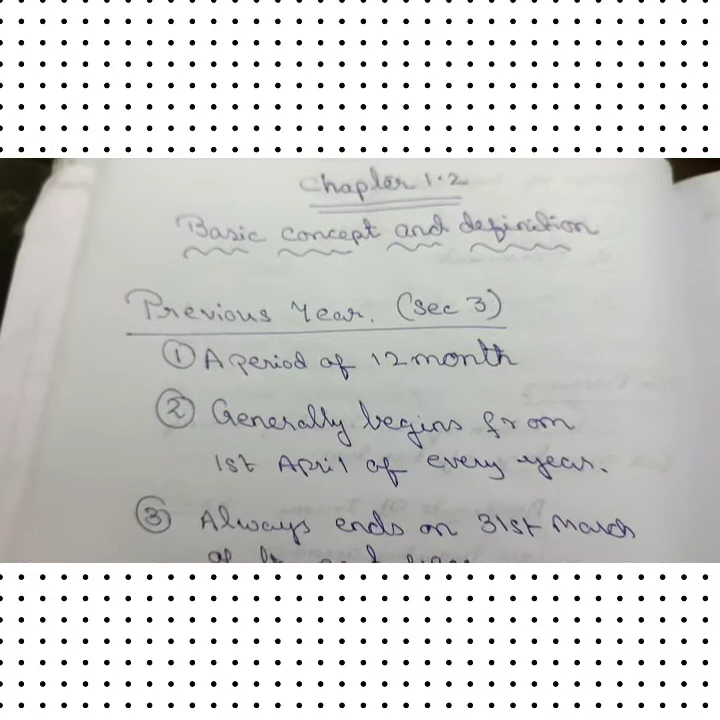 Chapter 1.2
Basic concept and definition
Previous Year. (Sec 3)
① A period of 12 month
② Generally begins from
1st April of every year.
③ Always ends on 31st March
of